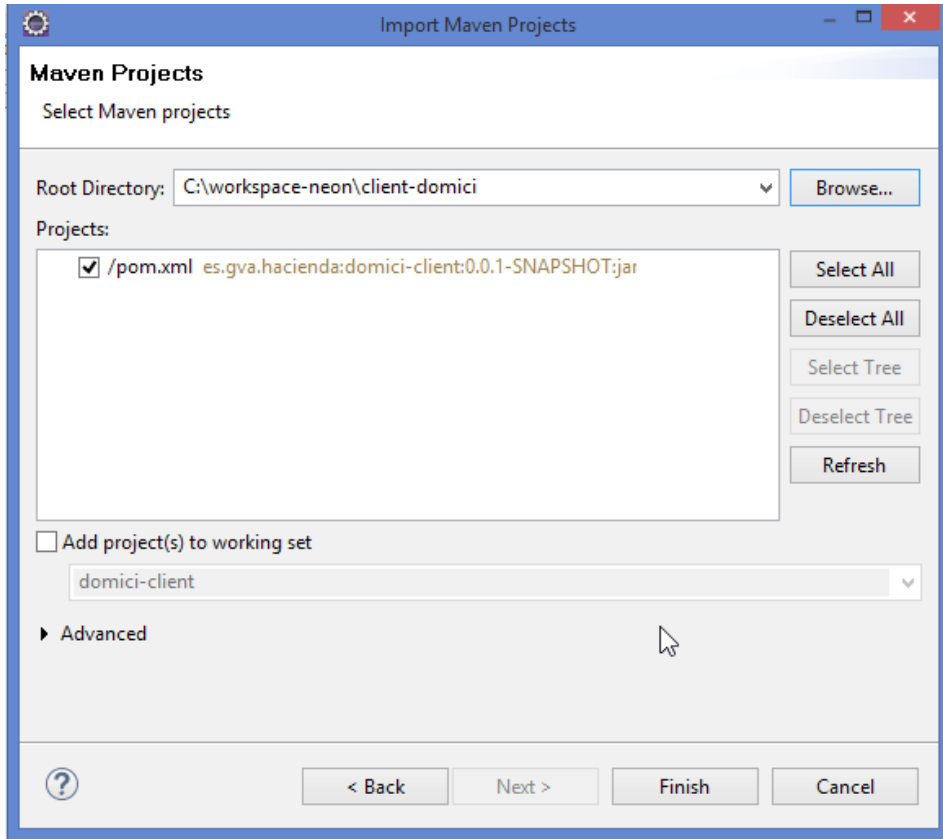 Import Maven Projects
Maven Projects
Select Maven projects
Root Directory: C:\workspace-neon\client-domici Browse...
Projects:
/pom.xml es.gva.hacienda:domici-client:0.0.1-SNAPSHOT:jar
Select All
Deselect All
Select Tree
Deselect Tree
Refresh
Add project(s) to working set
domici-client
Advanced
? < Back Next > Finish Cancel